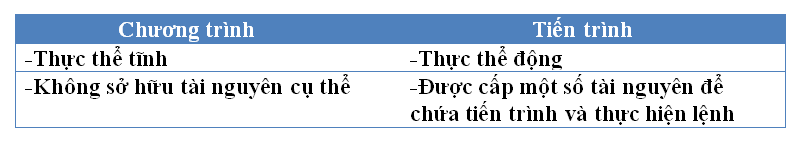 Chương trình Tiến trình
-Thực thể tĩnh -Thực thể động
-Không sở hữu tài nguyên cụ thể -Được cấp một số tài nguyên để
chứa tiến trình và thực hiện lệnh